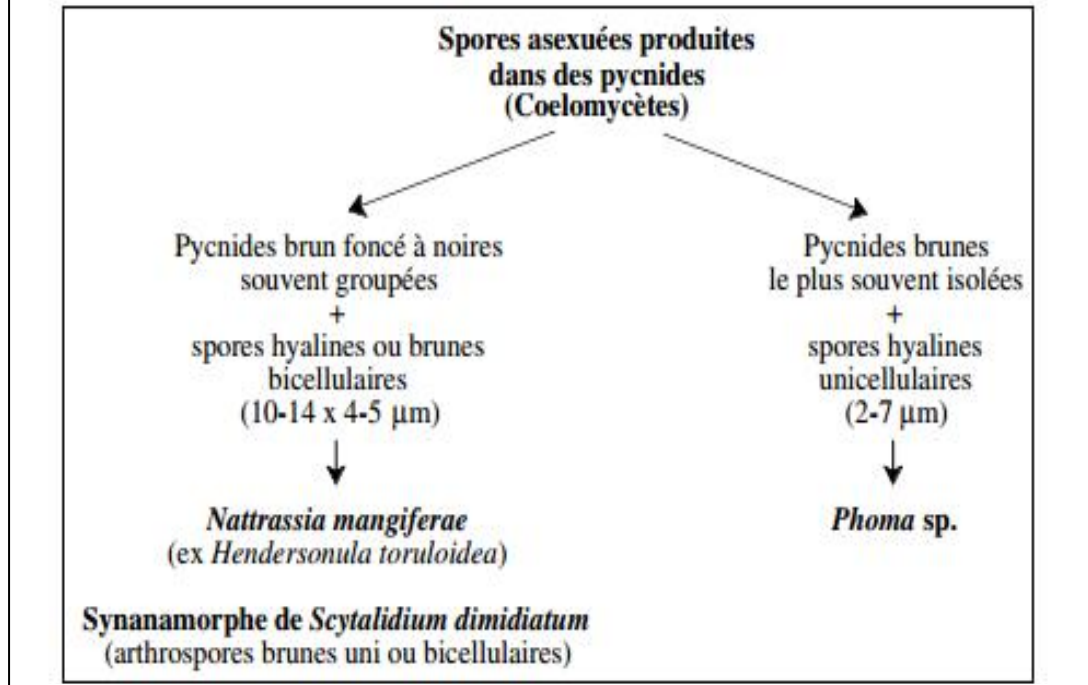 Spores asexuées produites
dans des pycnides
(Coelomycètes)
Pycnides brun foncé à noires
souvent groupées
+
spores hyalines ou brunes
bicellulaires
(10-14 x 4-5 µm)
Nattrassia mangiferae
(ex Hendersonula toruloidea)
Synanamorphe de Scytalidium dimidiatum
(arthrospores brunes uni ou bicellulaires)
Pycnides brunes
le plus souvent isolées
+
spores hyalines
unicellulaires
(2-7 µm)
Phoma sp.